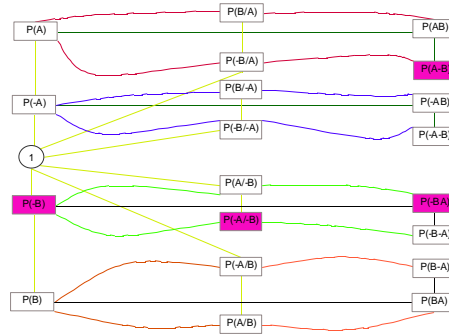 P(B/A)
P(A)
P(AB)
P(-B/A)
P(A-B)
P(B/-A)
P(-A)
P(-AB)
P(-B/-A)
P(-A-B)
1
P(A/-B)
P(-B)
P(-BA)
P(-A/-B)
P(-B-A)
P(-A/B)
P(B-A)
P(B)
P(BA)
P(A/B)